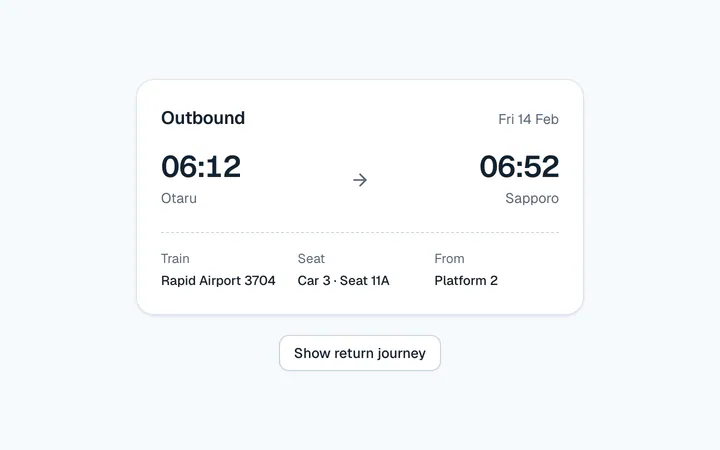 Outbound
Fri 14 Feb
06:12
06:52
Otaru
Sapporo
Train
Seat
From
Rapid Airport 3704
Car 3 · Seat 11A
Platform 2
Show return journey